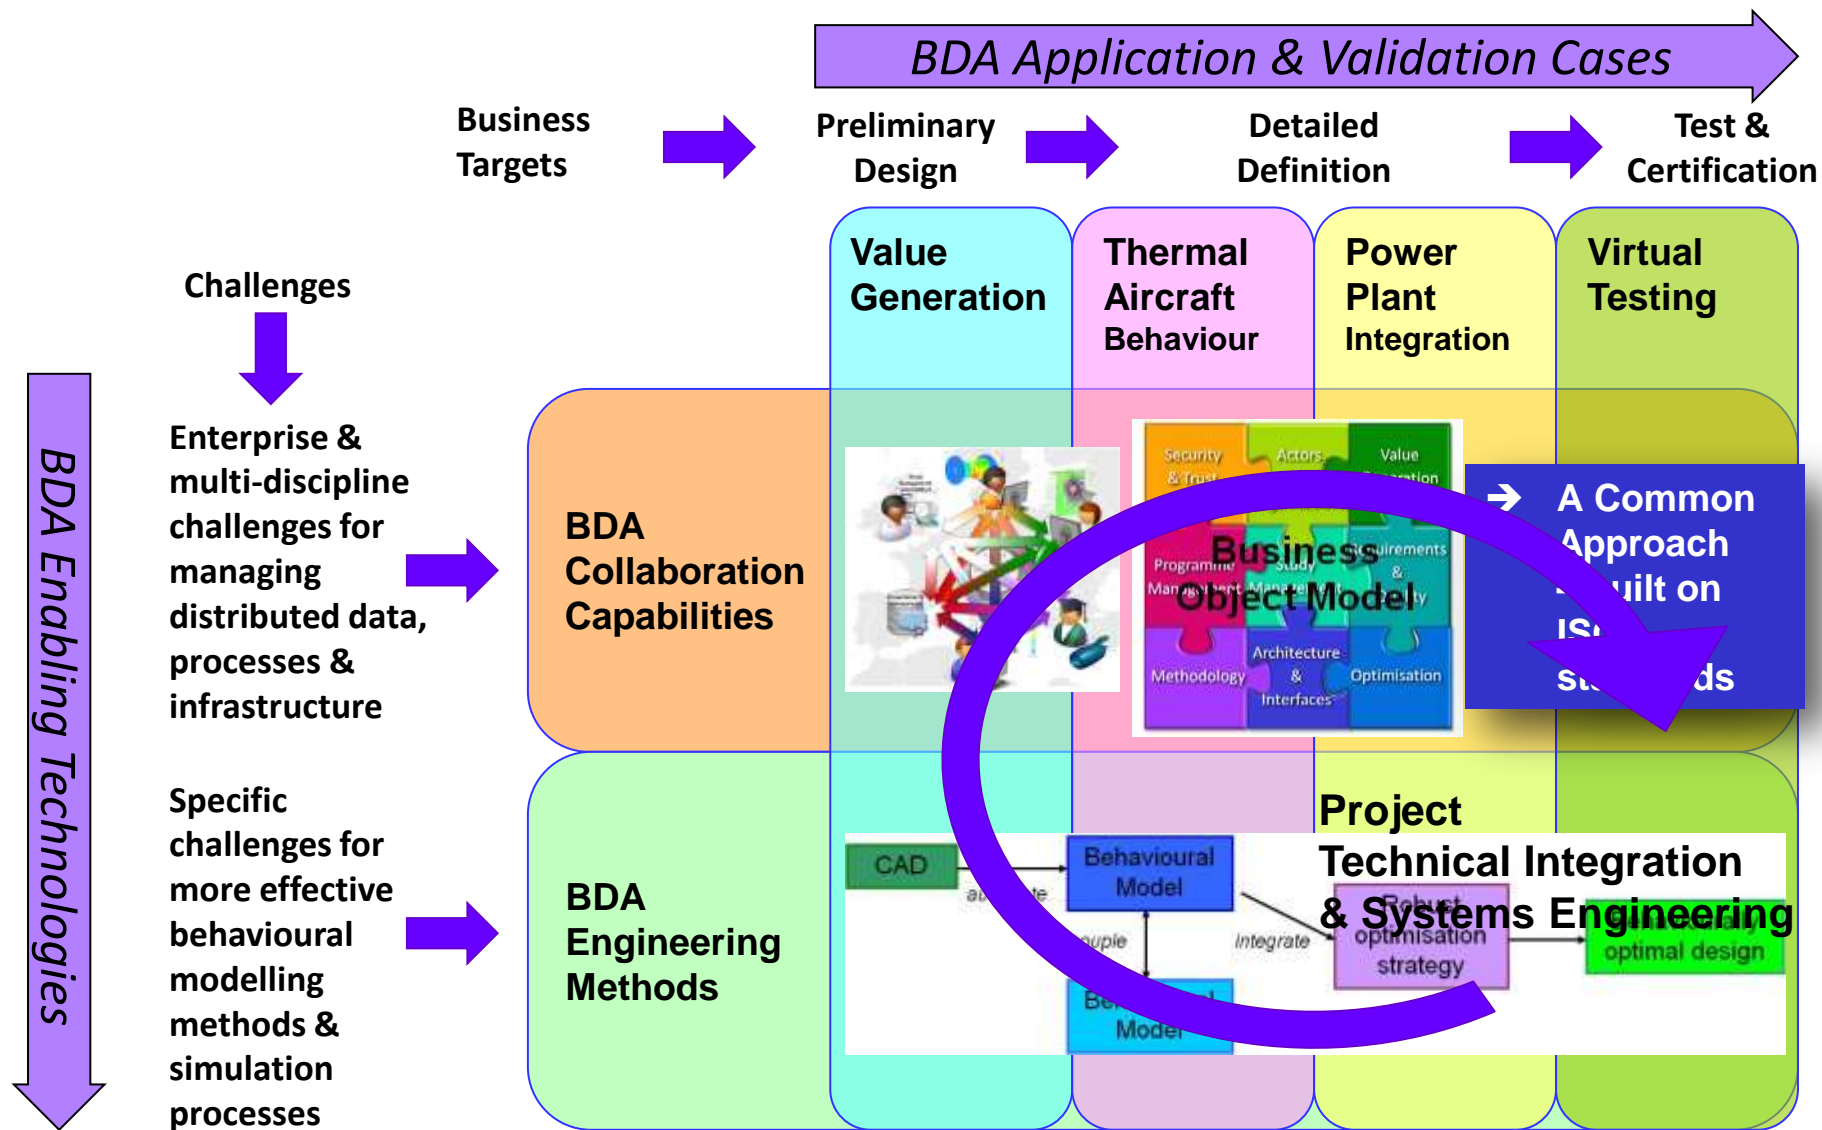 BDA Application & Validation Cases
Business
Targets
Preliminary
Design
Detailed
Definition
Test &
Certification
Value
Generation
Thermal
Aircraft
Behaviour
Power
Plant
Integration
Virtual
Testing
Challenges
BDA Enabling Technologies
Enterprise &
multi-discipline
challenges for
managing
distributed data,
processes &
infrastructure
BDA
Collaboration
Capabilities
Security
& Trust
Actors
Value
Programme
Management
Study
&
Methodology
Architecture
&
Interfaces
Optimisation
Business
Object Model
➔ A Common
Approach
on
Specific
challenges for
more effective
behavioural
modelling
methods &
simulation
processes
BDA
Engineering
Methods
Project
Technical Integration
& Systems Engineering
CAD
Behavioural
Model
integrate
Model
optimisation
strategy
optimal design